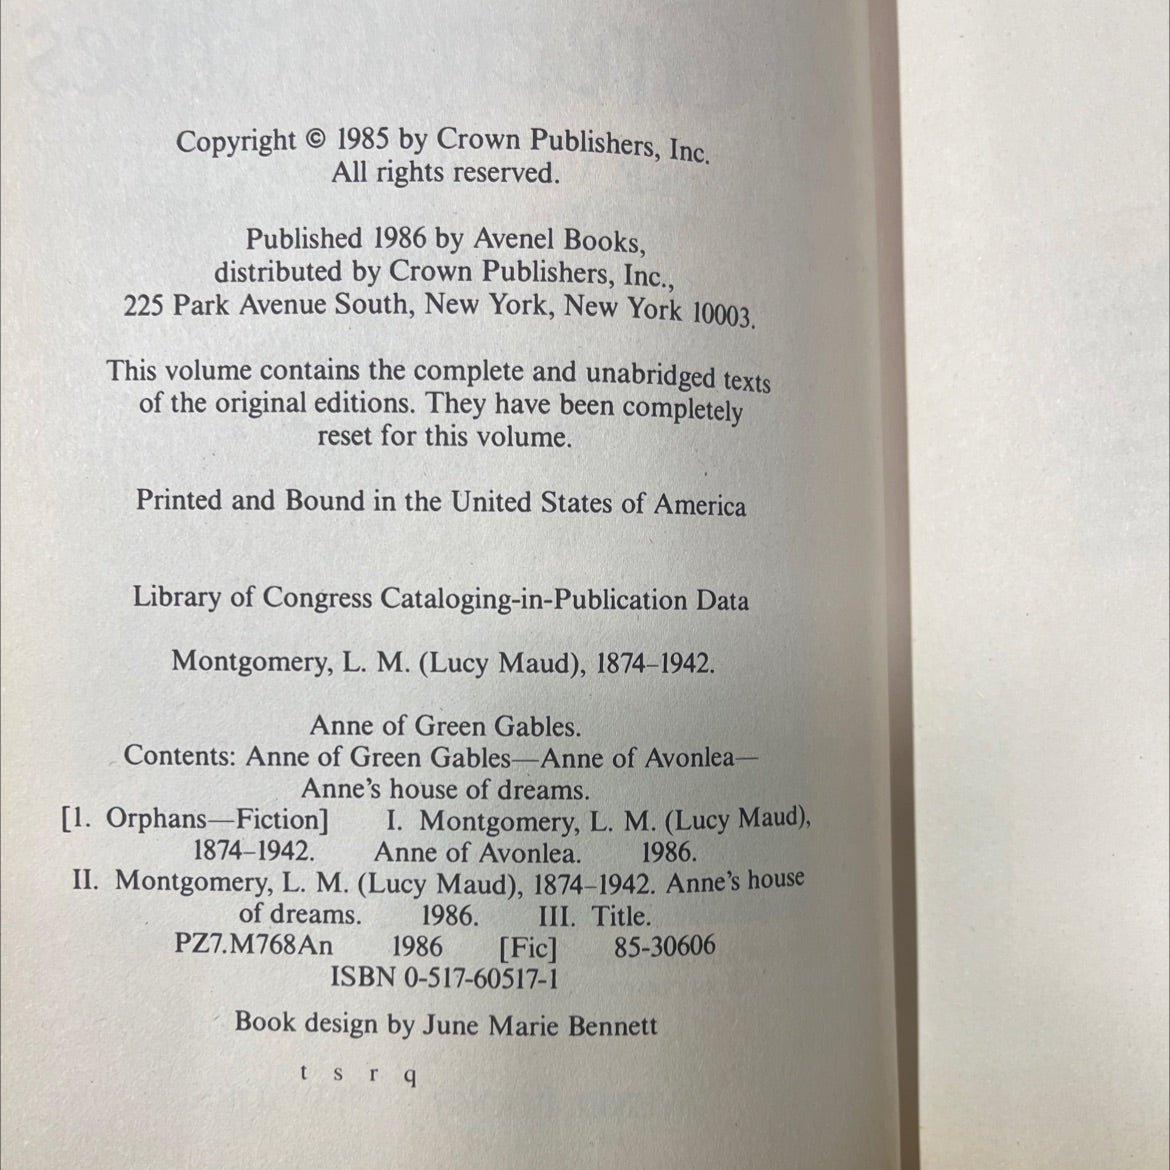 Copyright © 1985 by Crown Publishers, Inc.
All rights reserved.
Published 1986 by Avenel Books,
distributed by Crown Publishers, Inc.,
225 Park Avenue South, New York, New York 10003.
This volume contains the complete and unabridged texts
of the original editions. They have been completely
reset for this volume.
Printed and Bound in the United States of America
Library of Congress Cataloging-in-Publication Data
Montgomery, L. M. (Lucy Maud), 1874–1942.
Anne of Green Gables.
Contents: Anne of Green Gables—Anne of Avonlea—
Anne's house of dreams.
[1. Orphans—Fiction] I. Montgomery, L. M. (Lucy Maud),
1874–1942. Anne of Avonlea. 1986.
II. Montgomery, L. M. (Lucy Maud), 1874–1942. Anne's house
of dreams. 1986. III. Title.
PZ7.M768An 1986 [Fic] 85-30606
ISBN 0-517-60517-1
Book design by June Marie Bennett
t s r q